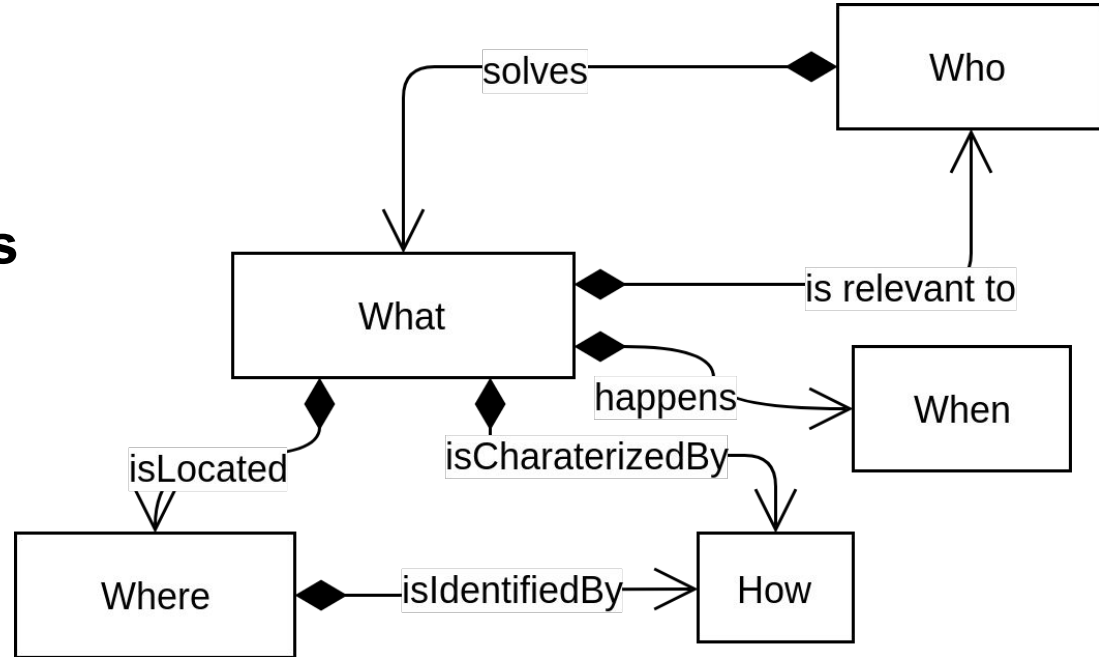 Who
solves
s
is relevant to
What
happens
When
isCharaterizedBy
isLocated
Where
isIdentifiedBy
How